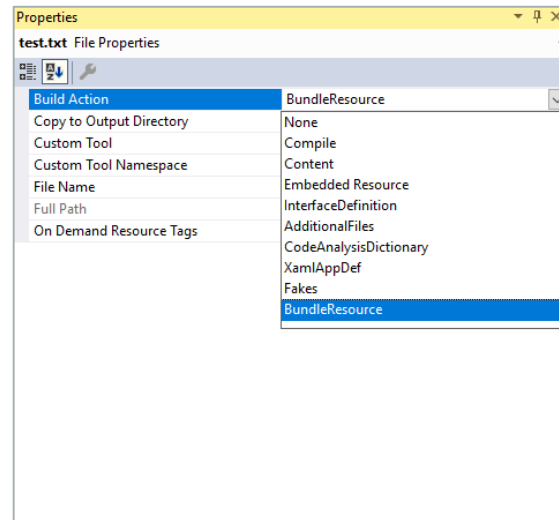 Properties
test.txt File Properties
Build Action BundleResource
Copy to Output Directory
Custom Tool
Custom Tool Namespace
File Name
Full Path
On Demand Resource Tags
None
Compile
Content
Embedded Resource
InterfaceDefinition
AdditionalFiles
CodeAnalysisDictionary
XamlAppDef
Fakes
BundleResource